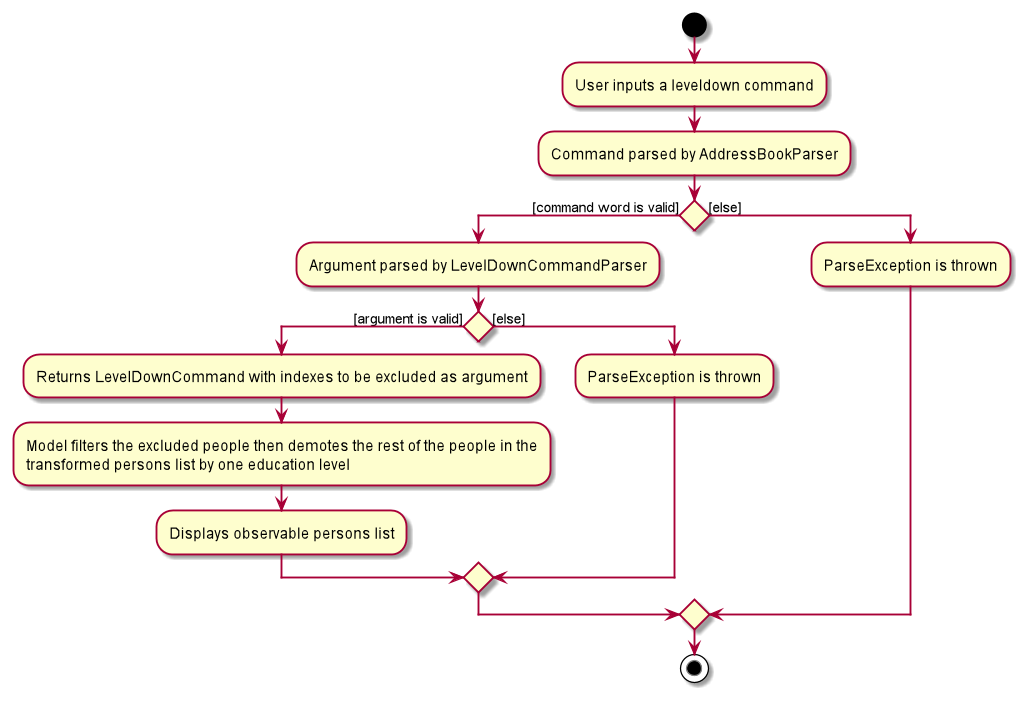 User inputs a leveldown command
Command parsed by AddressBookParser
[command word is valid]
[else]
Argument parsed by LevelDownCommandParser
ParseException is thrown
[argument is valid]
[else]
Returns LevelDownCommand with indexes to be excluded as argument
ParseException is thrown
Model filters the excluded people then demotes the rest of the people in the
transformed persons list by one education level
Displays observable persons list